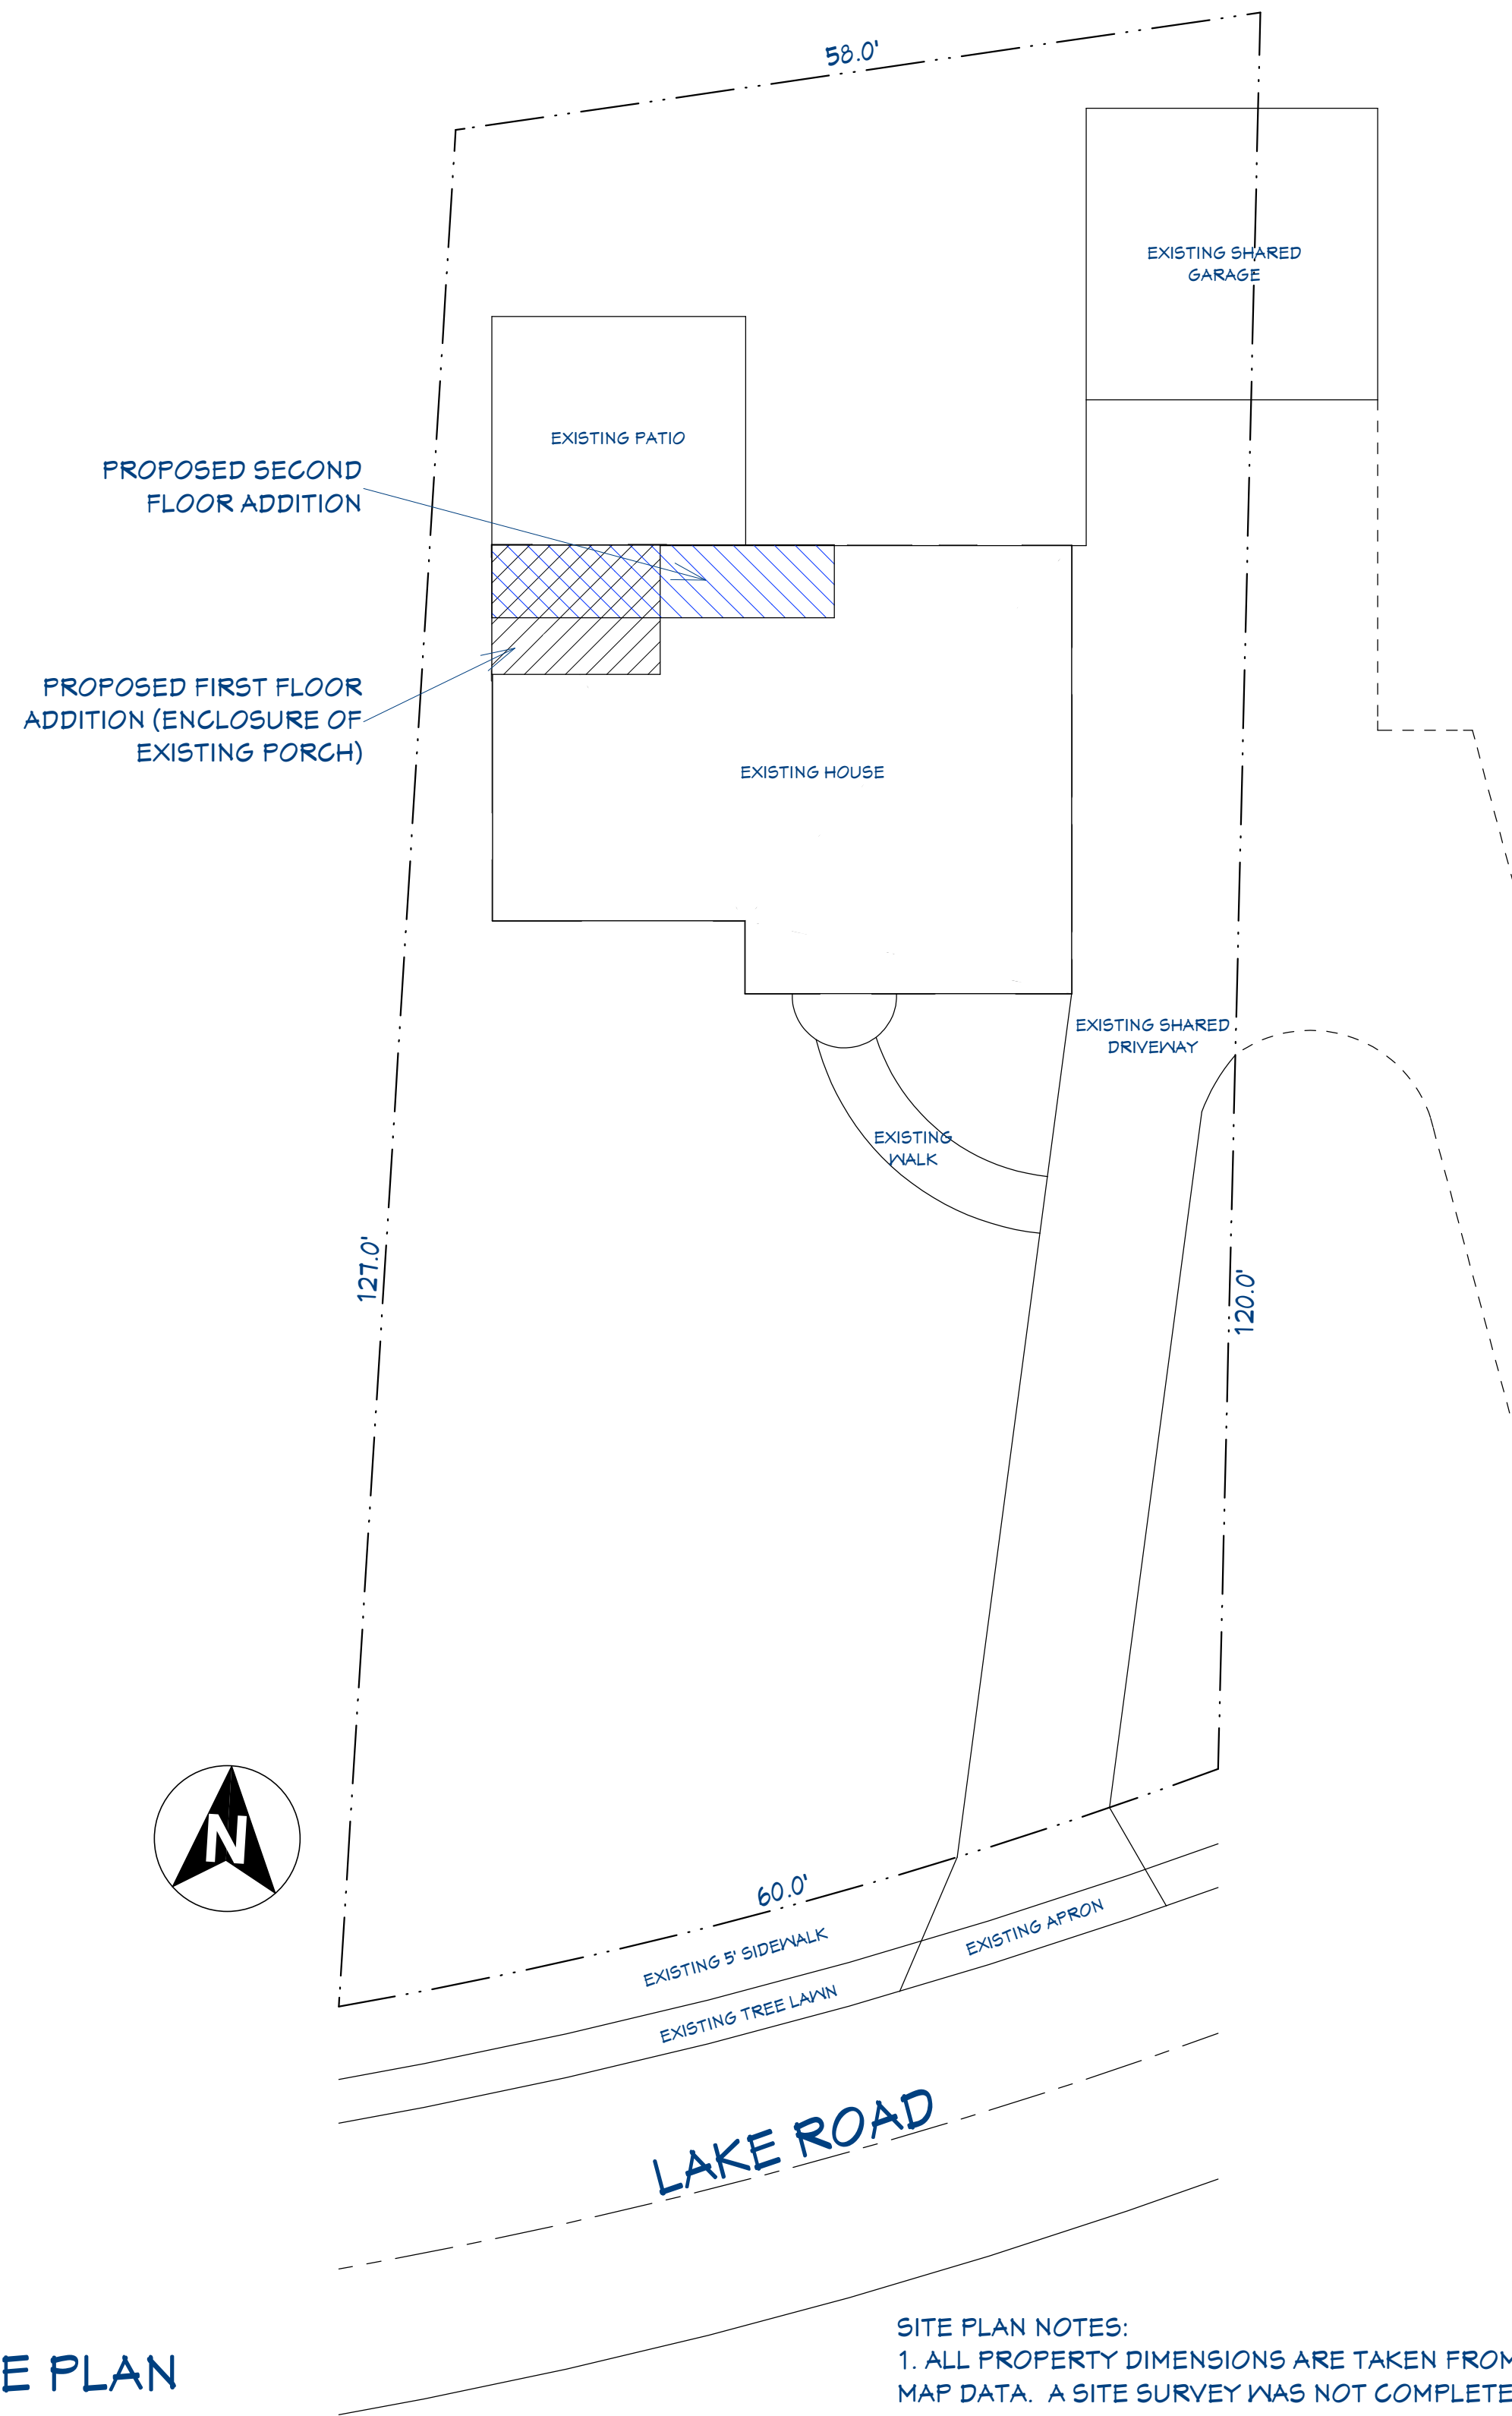 58.0'
EXISTING SHARED
GARAGE
EXISTING PATIO
PROPOSED SECOND
FLOOR ADDITION
PROPOSED FIRST FLOOR
ADDITION (ENCLOSURE OF
EXISTING PORCH)
EXISTING HOUSE
EXISTING SHARED
DRIVEWAY
EXISTING
WALK
127.0'
120.0'
N
60.0'
EXISTING 5' SIDEWALK
EXISTING APRON
EXISTING TREE LAWN
LAKE ROAD
E PLAN
SITE PLAN NOTES:
1. ALL PROPERTY DIMENSIONS ARE TAKEN FROM
MAP DATA. A SITE SURVEY WAS NOT COMPLETE